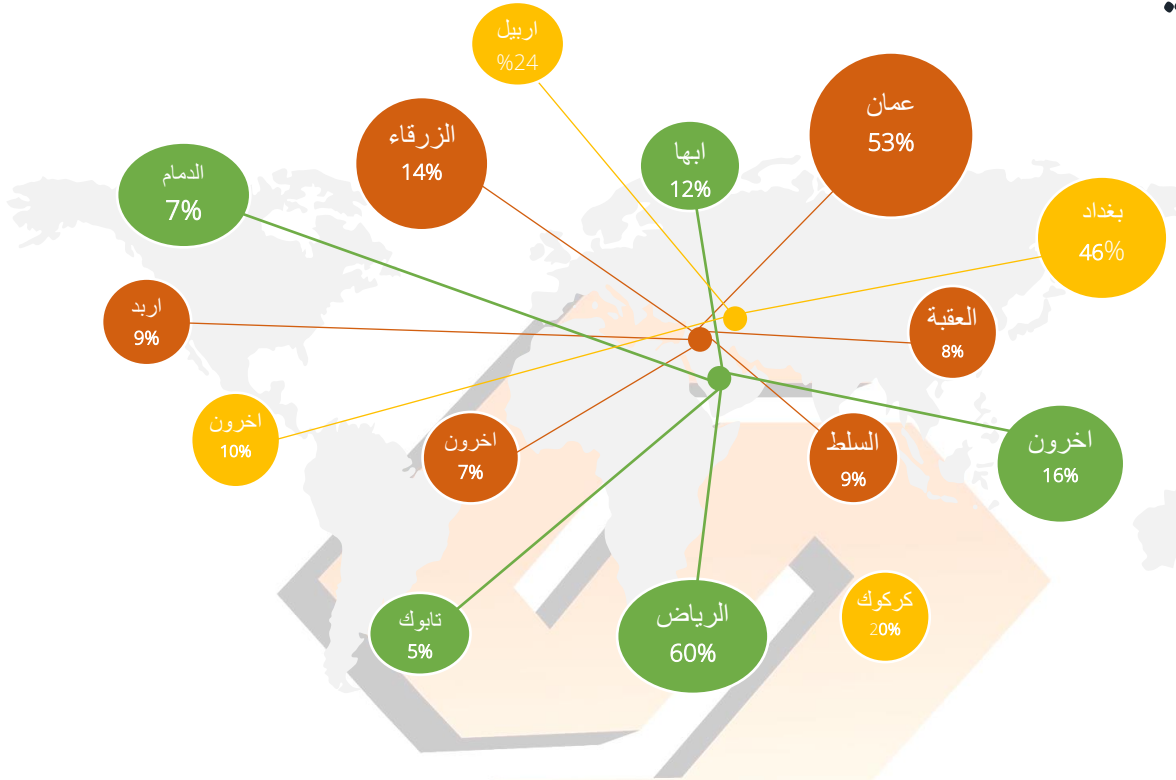 اربيل
%24
عمان
53%
الزرقاء
14%
ابها
12%
الدمام
7%
بغداد
46%
اربد
9%
العقبة
8%
اخرون
10%
اخرون
7%
السلط
9%
اخرون
16%
كركوك
20%
تابوك
5%
الرياض
60%